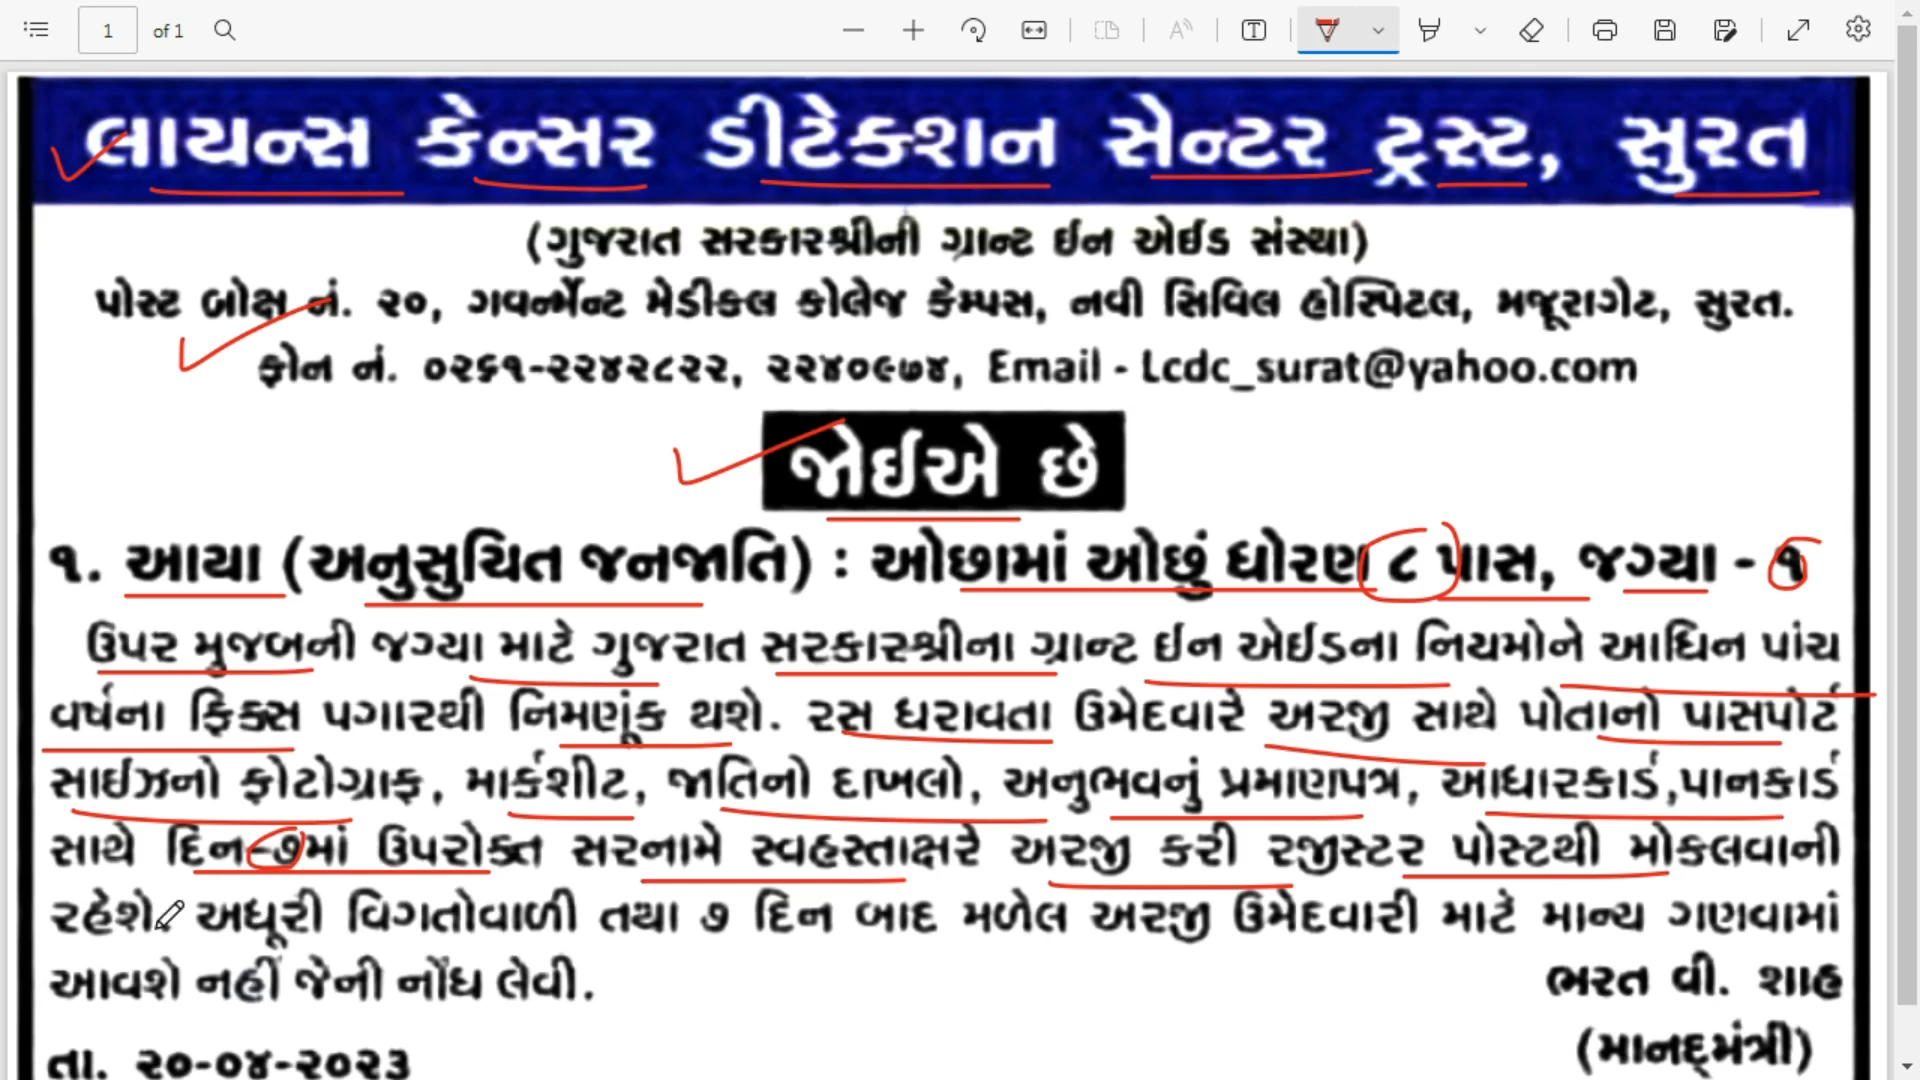 1 of 1
લાયન્સ કેન્સર ડીટેક્શન સેન્ટર ટ્રસ્ટ, સુરત
(ગુજરાત સરકારશ્રીની ગ્રાન્ટ ઈન એઈડ સંસ્થા)
પોસ્ટ બોક્ષ નં. ૨૦, ગવર્ન્મેન્ટ મેડીકલ કોલેજ કેમ્પસ, નવી સિવિલ હોસ્પિટલ, મજૂરાગેટ, સુરત.
ફોન નં. ૦૨૬૧-૨૨૪૨૮૨૨, ૨૨૪૦૯૭૪, Email - Lcdc_surat@yahoo.com
જોઈએ છે
૧. આયા (અનુસુચિત જનજાતિ) : ઓછામાં ઓછું ધોરણ ૮ પાસ, જગ્યા - ૧
ઉપર મુજબની જગ્યા માટે ગુજરાત સરકારશ્રીના ગ્રાન્ટ ઈન એઈડના નિયમોને આધિન પાંચ
વર્ષના ફિક્સ પગારથી નિમણૂંક થશે. રસ ધરાવતા ઉમેદવારે અરજી સાથે પોતાનો પાસપોર્ટ
સાઈઝનો ફોટોગ્રાફ, માર્કશીટ, જાતિનો દાખલો, અનુભવનું પ્રમાણપત્ર, આધારકાર્ડ,પાનકાર્ડ
સાથે દિન-૭માં ઉપરોક્ત સરનામે સ્વહસ્તાક્ષરે અરજી કરી રજીસ્ટર પોસ્ટથી મોકલવાની
રહેશે. અધૂરી વિગતોવાળી તથા ૭ દિન બાદ મળેલ અરજી ઉમેદવારી માટે માન્ય ગણવામાં
આવશે નહીં જેની નોંધ લેવી.
ભરત વી. શાહ
(માનદ્દમંત્રી)
તા. ૨૦-૦૪-૨૦૨૩